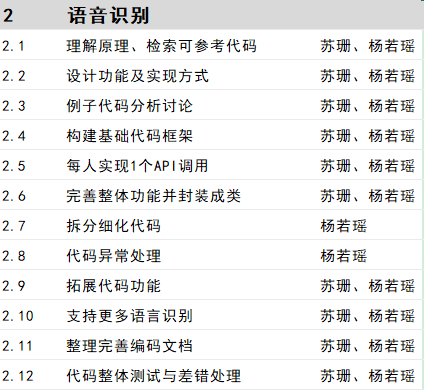 2 语音识别
2.1 理解原理、检索可参考代码 苏珊、杨若瑶
2.2 设计功能及实现方式 苏珊、杨若瑶
2.3 例子代码分析讨论 苏珊、杨若瑶
2.4 构建基础代码框架 苏珊、杨若瑶
2.5 每人实现1个API调用 苏珊、杨若瑶
2.6 完善整体功能并封装成类 苏珊、杨若瑶
2.7 拆分细化代码 杨若瑶
2.8 代码异常处理 杨若瑶
2.9 拓展代码功能 苏珊、杨若瑶
2.10 支持更多语言识别 苏珊、杨若瑶
2.11 整理完善编码文档 苏珊、杨若瑶
2.12 代码整体测试与差错处理 苏珊、杨若瑶